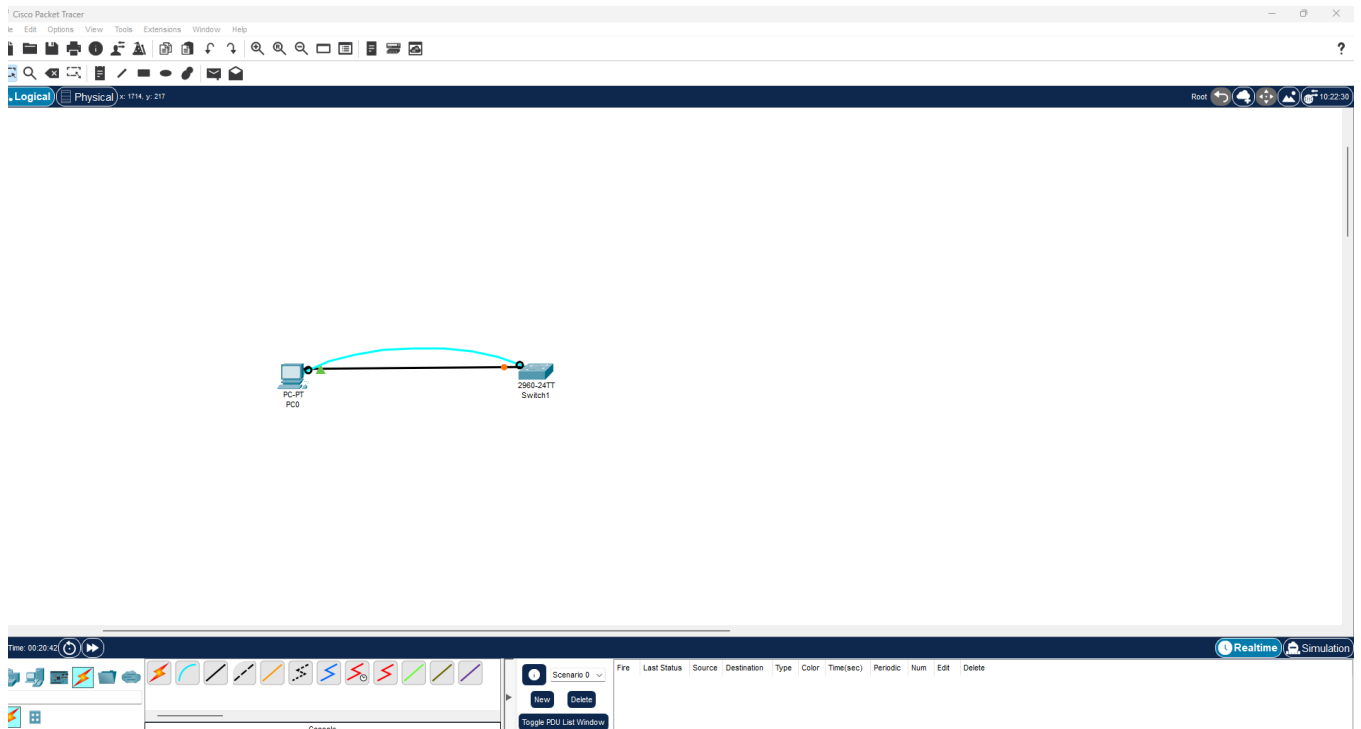 Cisco Packet Tracer
Edit Options View Tools Extensions Window Help
?
Logical Physical x: 1714, y: 217 Root 10:22:30
PC-PT
PC0
2960-24TT
Switch1
Time: 00:20:42 Realtime Simulation
Scenario 0 Fire Last Status Source Destination Type Color Time(sec) Periodic Num Edit Delete
New Delete
Toggle PDU List Window